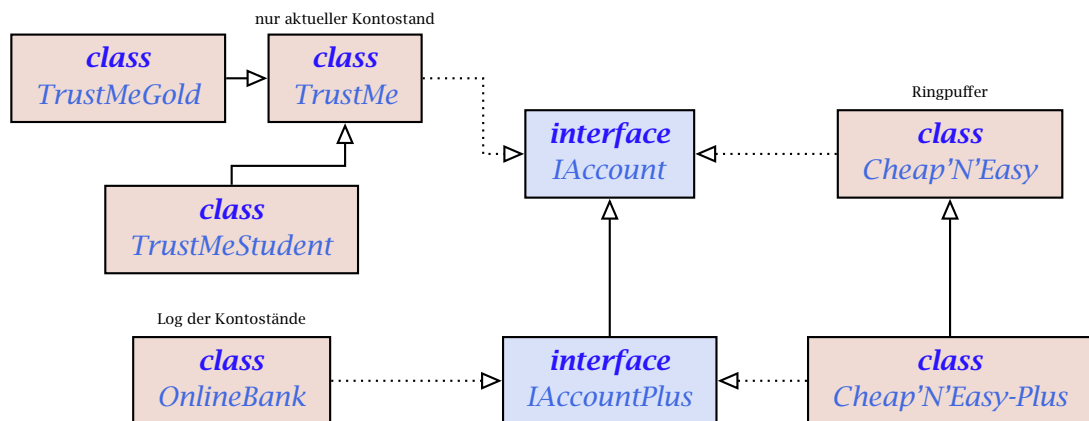 nur aktueller Kontostand
class
TrustMeGold
class
TrustMe
Ringpuffer
interface
IAccount
class
Cheap'N'Easy
class
TrustMeStudent
Log der Kontostände
class
OnlineBank
interface
IAccountPlus
class
Cheap'N'Easy-Plus